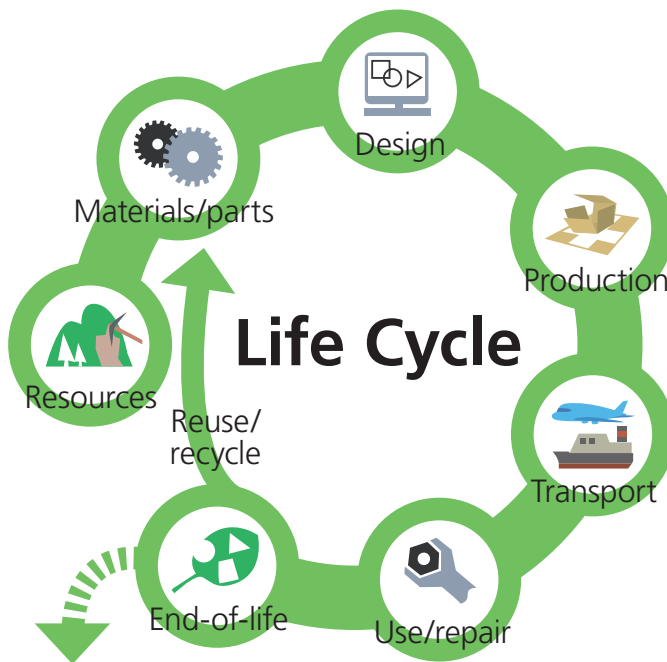 Design
Materials/parts
Production
Life Cycle
Resources
Reuse/
recycle
Transport
End-of-life
Use/repair